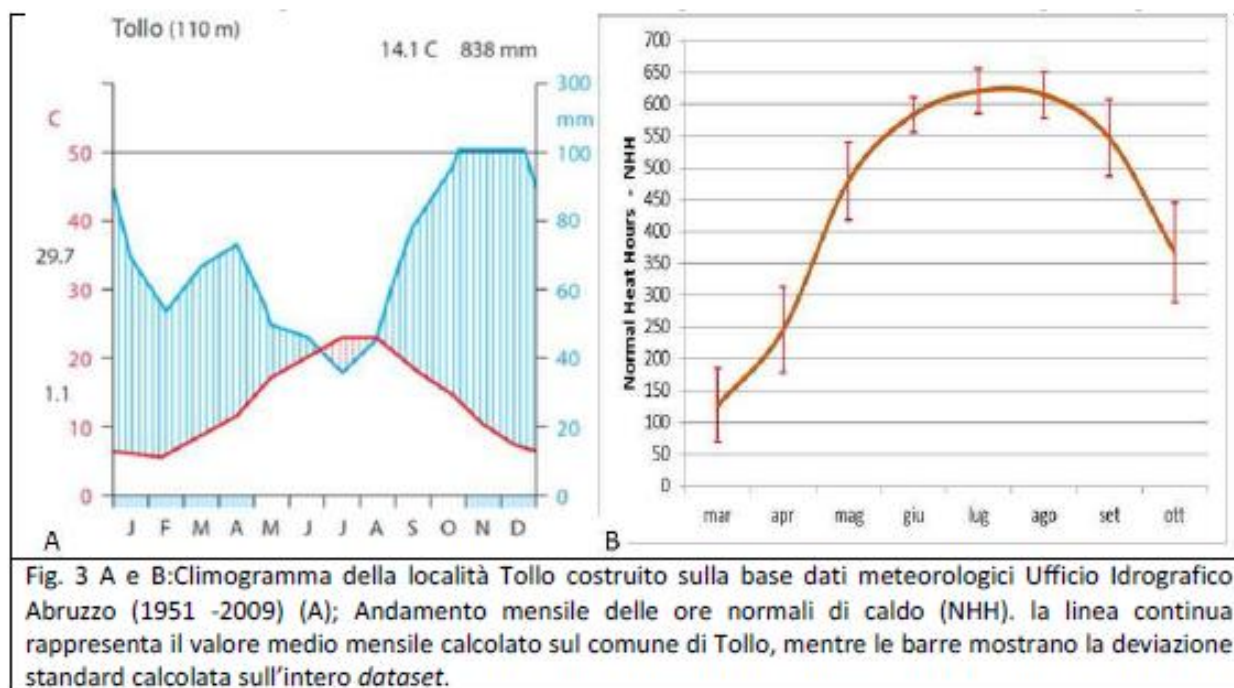 Tollo (110 m)
14.1 C 838 mm
300
C
mm
50
100
40
80
29.7
30
60
20
40
1.1
10
20
0
0
J F M A M J J A S O N D
A
700
650
600
550
500
450
400
350
300
250
200
150
100
50
0
Normal Heat Hours - NHH
mar apr mag giu lug ago set ott
B
Fig. 3 A e B:Climogramma della località Tollo costruito sulla base dati meteorologici Ufficio Idrografico
Abruzzo (1951 -2009) (A); Andamento mensile delle ore normali di caldo (NHH). la linea continua
rappresenta il valore medio mensile calcolato sul comune di Tollo, mentre le barre mostrano la deviazione
standard calcolata sull’intero dataset.